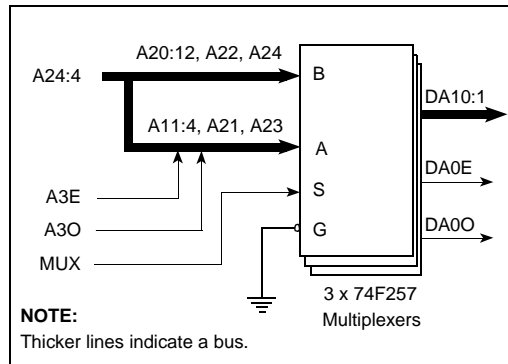 A20:12, A22, A24
A24:4
B
DA10:1
A11:4, A21, A23
A
DA0E
A3E
S
A3O
G
DA0O
MUX
3 x 74F257
Multiplexers
NOTE:
Thicker lines indicate a bus.